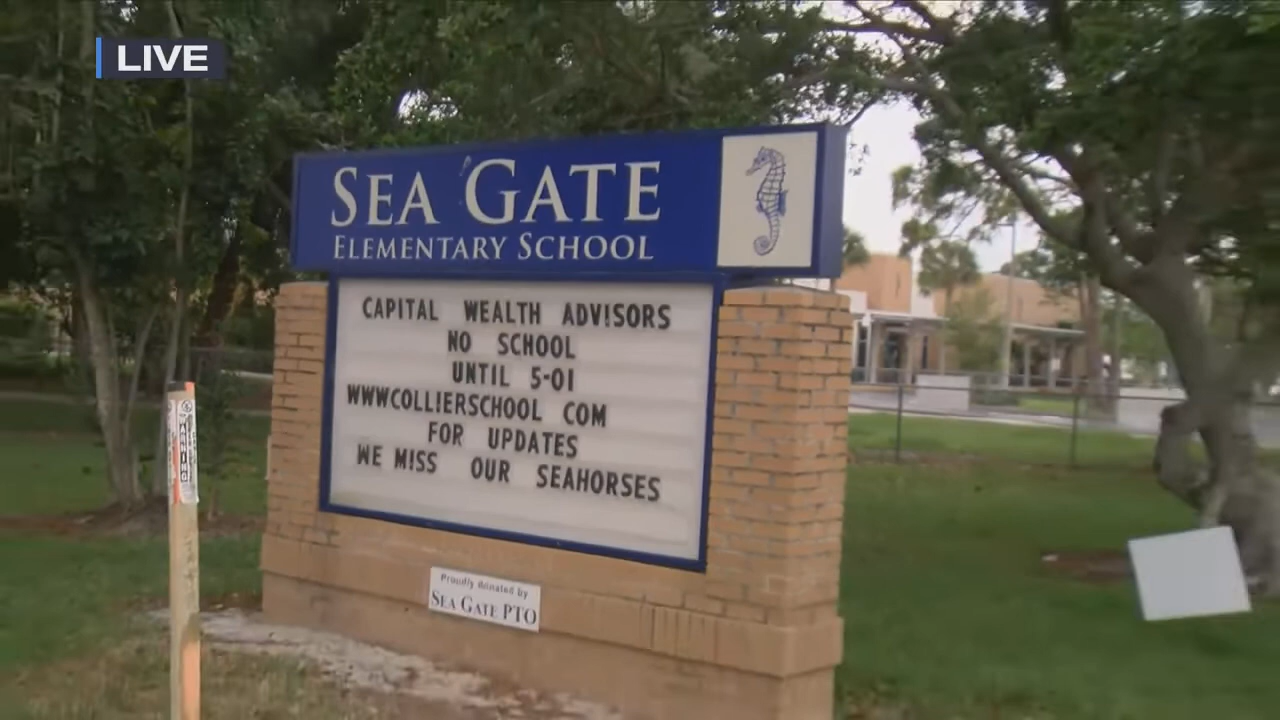 LIVE
SEA GATE
ELEMENTARY SCHOOL
CAPITAL WEALTH ADVISORS
NO SCHOOL
UNTIL 5-01
WWWCOLLIERSCHOOL COM
FOR UPDATES
WE MISS OUR SEAHORSES
Proudly donated by
SEA GATE PTO
WARNING